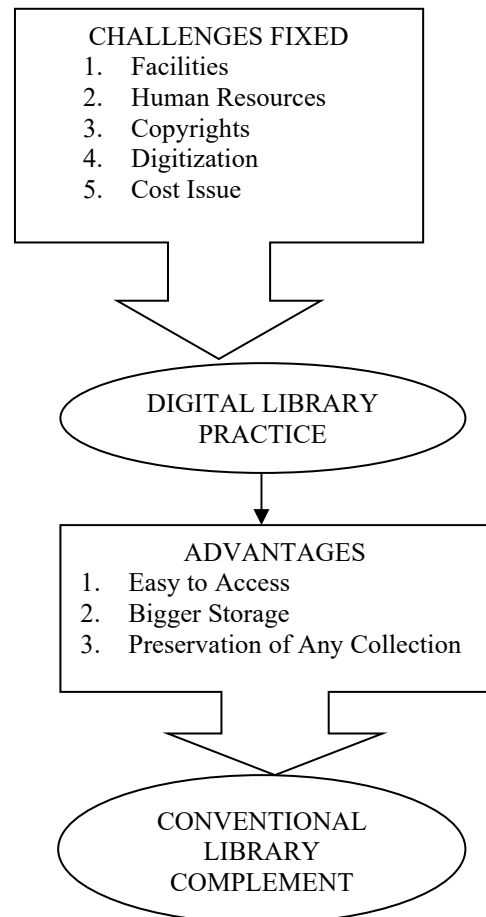 CHALLENGES FIXED
1. Facilities
2. Human Resources
3. Copyrights
4. Digitization
5. Cost Issue
DIGITAL LIBRARY
PRACTICE
ADVANTAGES
1. Easy to Access
2. Bigger Storage
3. Preservation of Any Collection
CONVENTIONAL
LIBRARY
COMPLEMENT